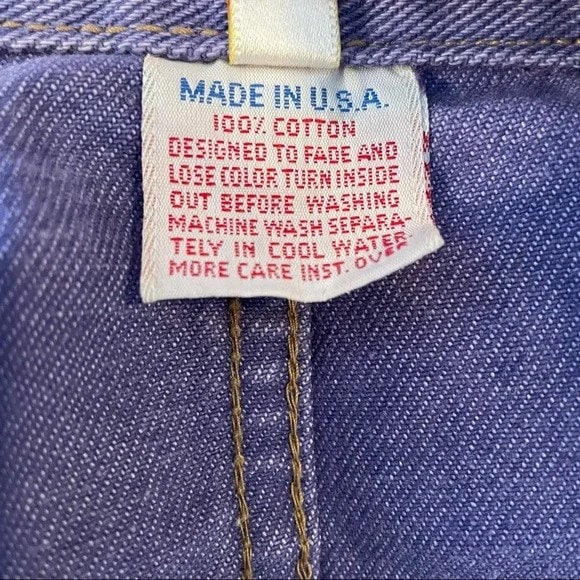 MADE IN U.S.A.
100% COTTON
DESIGNED TO FADE AND
LOSE COLOR TURN INSIDE
OUT BEFORE WASHING
MACHINE WASH SEPARA-
TELY IN COOL WATER
MORE CARE INST. OVER